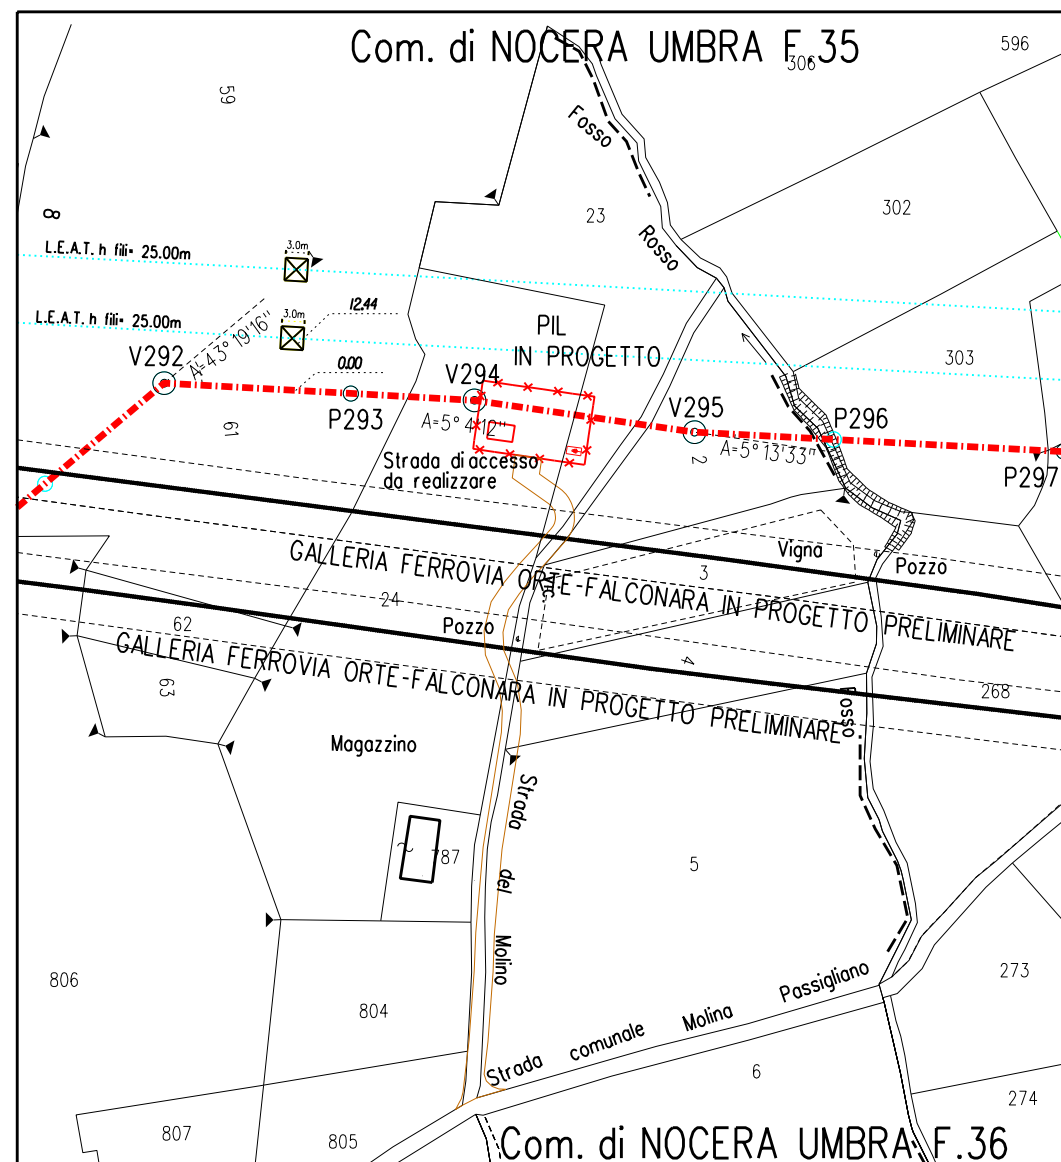 Com. di NOCERA UMBRA F.35
596
306
59
Fosso
8
23
302
Rosso
L.E.A.T. h fili= 25.00m
3.0m
12.44
L.E.A.T. h fili= 25.00m
3.0m
PIL
IN PROGETTO
A=43° 19'16"
V292
0.00
V294
303
P293
V295
P296
61
A=5° 4'12"
A=5° 13'33"
2
P297
Strada di accesso
da realizzare
GALLERIA FERROVIA ORTE-FALCONARA IN PROGETTO PRELIMINARE
Vigna
Pozzo
3
24
62
Pozzo
GALLERIA FERROVIA ORTE-FALCONARA IN PROGETTO PRELIMINARE
4
63
268
Fosso
Magazzino
Strada
del
Molino
787
5
806
804
273
Strada comunale Molina Passigliano
6
274
807
805
Com. di NOCERA UMBRA F.36